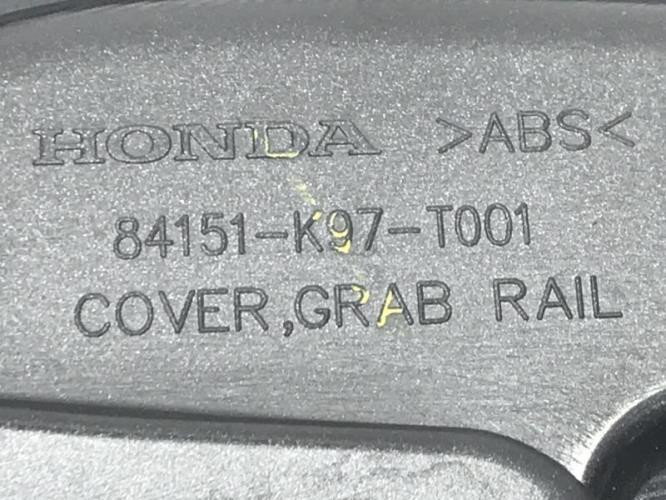 HONDA >ABS<
84151-K97-T001
COVER,GRAB RAIL